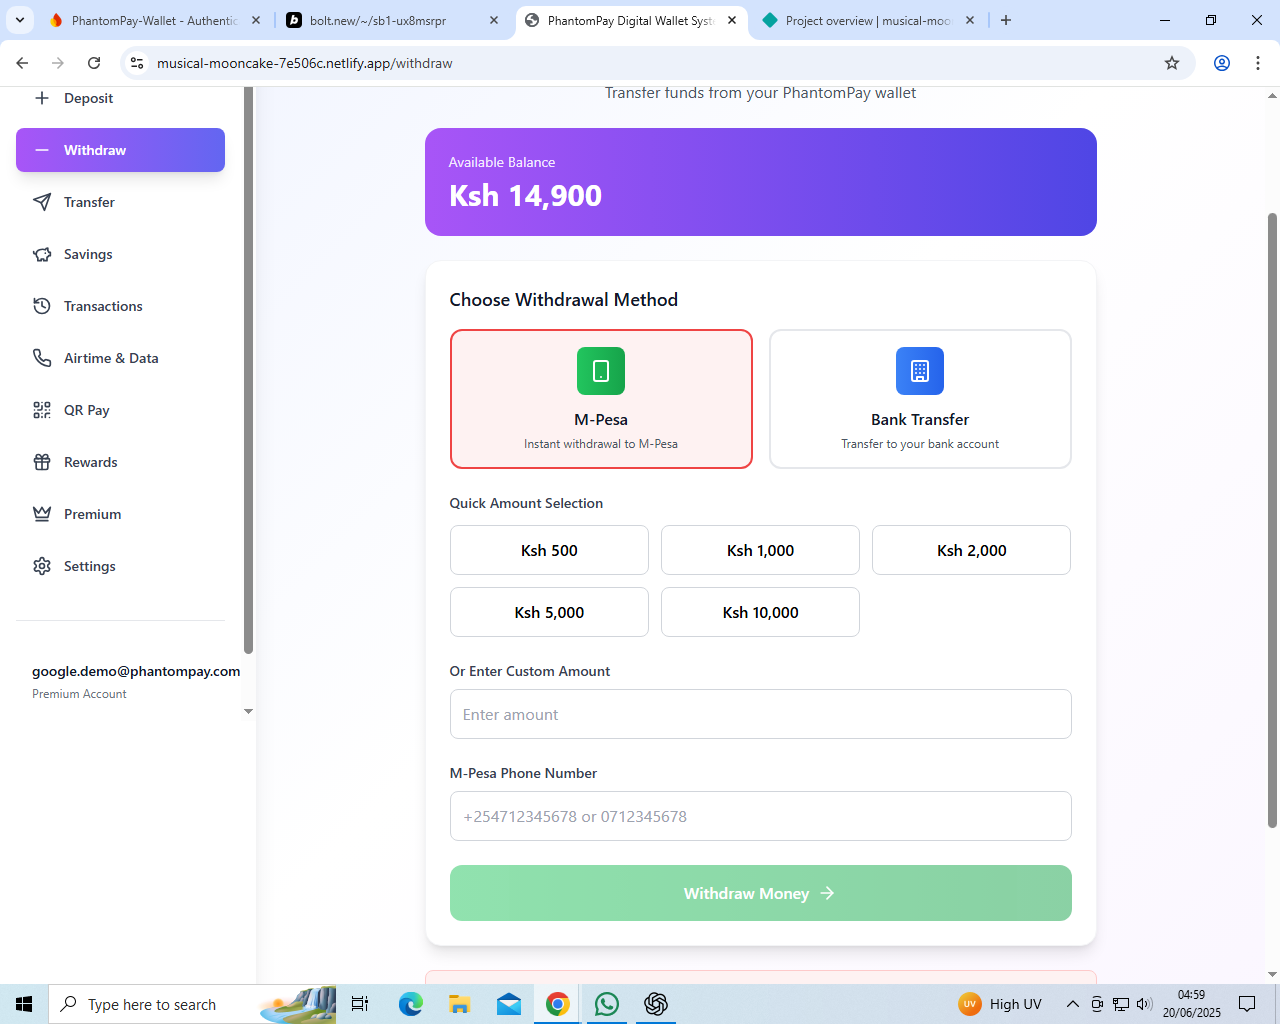 PhantomPay-Wallet - Authentic
bolt.new/~/sb1-ux8msrpr
PhantomPay Digital Wallet Syst
Project overview | musical-moo
musical-mooncake-7e506c.netlify.app/withdraw
Deposit
Withdraw
Transfer
Savings
Transactions
Airtime & Data
QR Pay
Rewards
Premium
Settings
google.demo@phantompay.com
Premium Account
Transfer funds from your PhantomPay wallet
Available Balance
Ksh 14,900
Choose Withdrawal Method
M-Pesa
Instant withdrawal to M-Pesa
Bank Transfer
Transfer to your bank account
Quick Amount Selection
Ksh 500
Ksh 1,000
Ksh 2,000
Ksh 5,000
Ksh 10,000
Or Enter Custom Amount
Enter amount
M-Pesa Phone Number
+254712345678 or 0712345678
Withdraw Money
Type here to search
UV
High UV
04:59
20/06/2025